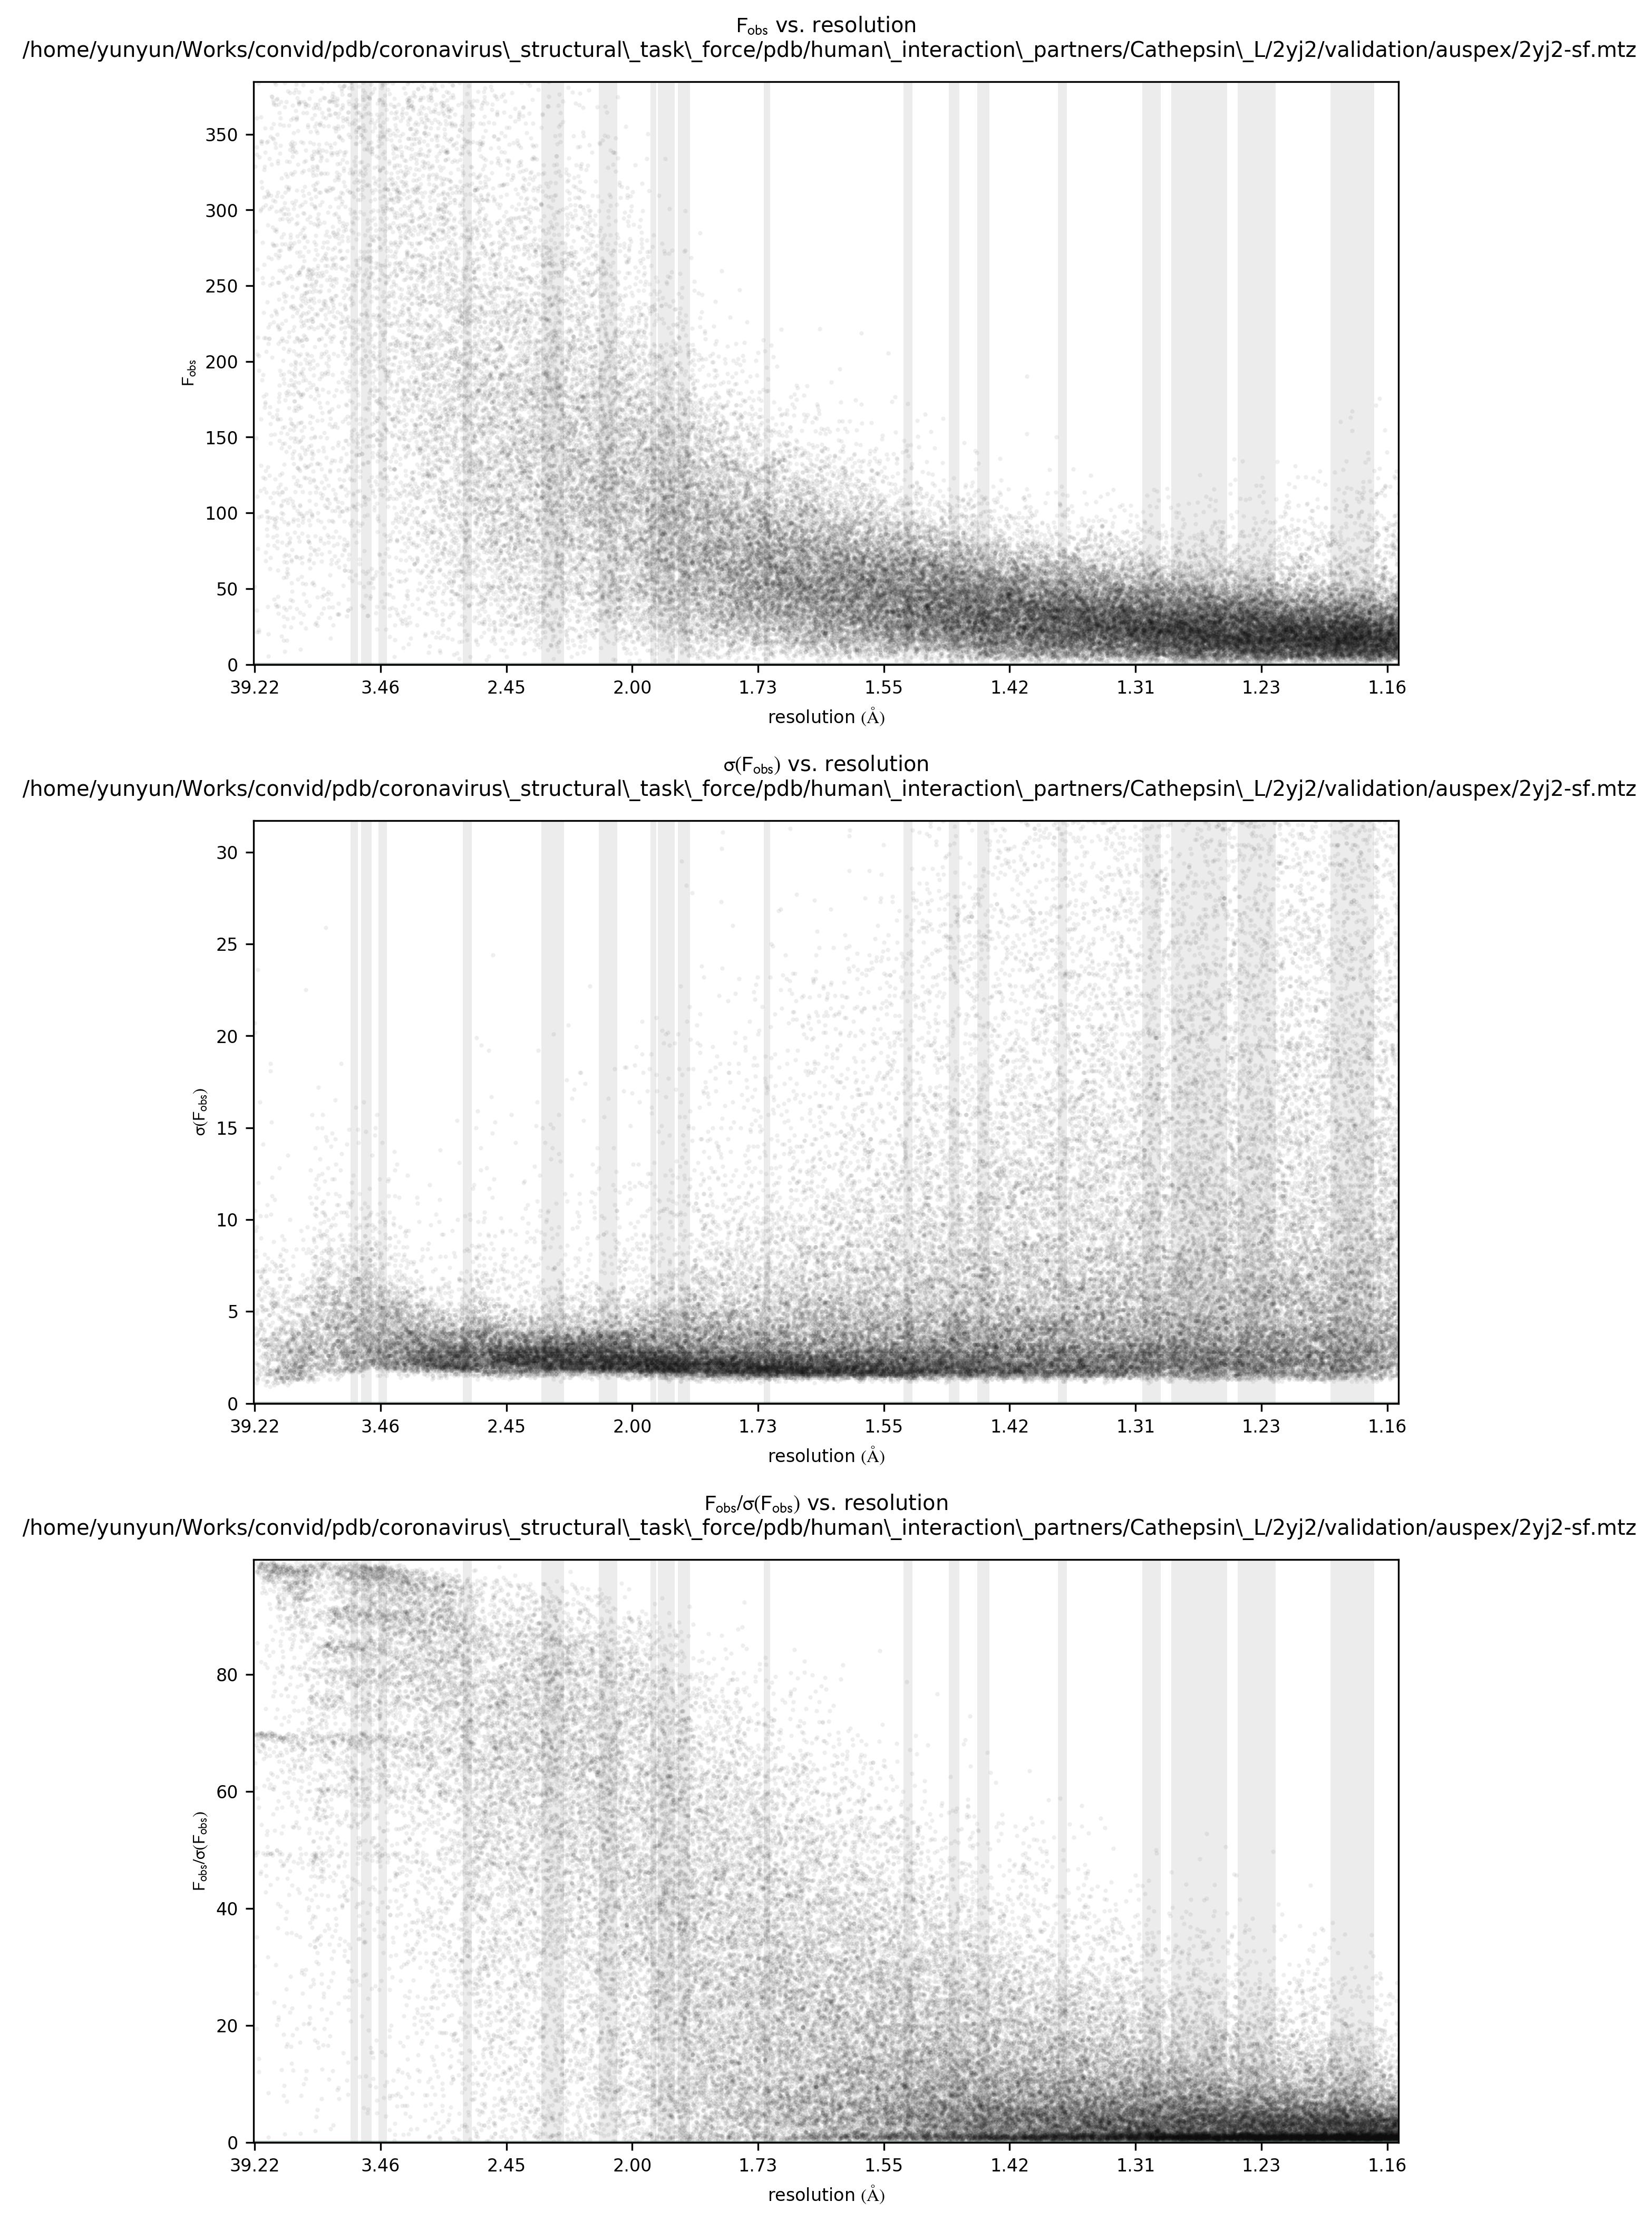 Fobs vs. resolution
/home/yunyun/Works/convid/pdb/coronavirus\_structural\_task\_force/pdb/human\_interaction\_partners/Cathepsin\_L/2yj2/validation/auspex/2yj2-sf.mtz
350
300
250
200
150
100
50
0
Fobs
39.22 3.46 2.45 2.00 1.73 1.55 1.42 1.31 1.23 1.16
resolution (Å)
σ(Fobs) vs. resolution
/home/yunyun/Works/convid/pdb/coronavirus\_structural\_task\_force/pdb/human\_interaction\_partners/Cathepsin\_L/2yj2/validation/auspex/2yj2-sf.mtz
30
25
20
15
10
5
0
σ(Fobs)
39.22 3.46 2.45 2.00 1.73 1.55 1.42 1.31 1.23 1.16
resolution (Å)
Fobs/σ(Fobs) vs. resolution
/home/yunyun/Works/convid/pdb/coronavirus\_structural\_task\_force/pdb/human\_interaction\_partners/Cathepsin\_L/2yj2/validation/auspex/2yj2-sf.mtz
80
60
40
20
0
Fobs/σ(Fobs)
39.22 3.46 2.45 2.00 1.73 1.55 1.42 1.31 1.23 1.16
resolution (Å)